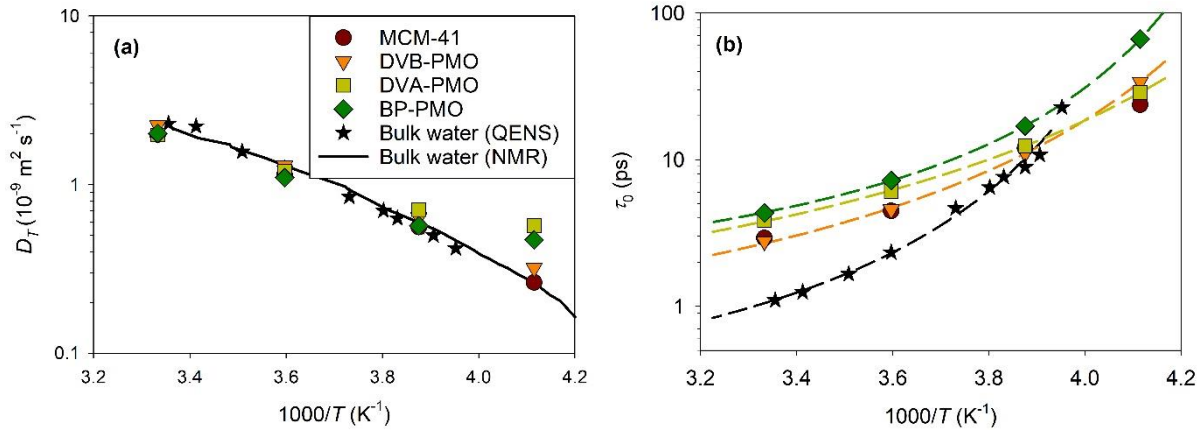 (a)
MCM-41
DVB-PMO
DVA-PMO
BP-PMO
Bulk water (QENS)
Bulk water (NMR)
10
1
0.1
D_T (10⁻⁹ m² s⁻¹)
3.2 3.4 3.6 3.8 4.0 4.2
1000/T (K⁻¹)
(b)
100
10
1
τ₀ (ps)
3.2 3.4 3.6 3.8 4.0 4.2
1000/T (K⁻¹)